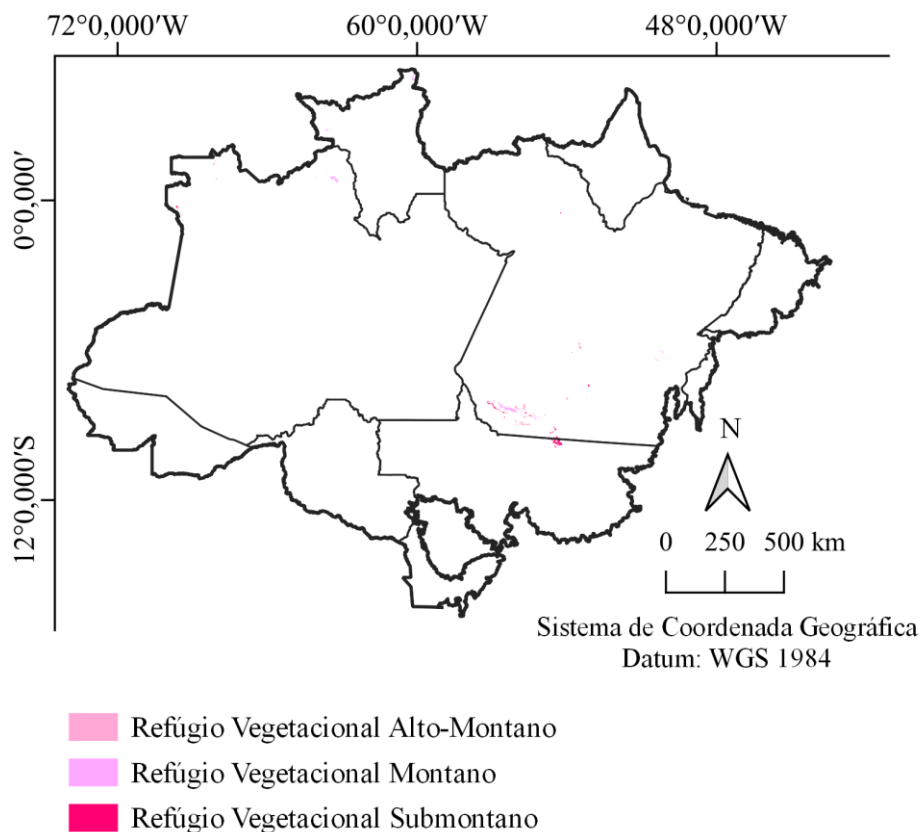 72°0,000′W 60°0,000′W 48°0,000′W
0°0,000′
12°0,000′S
N
0 250 500 km
Sistema de Coordenada Geográfica
Datum: WGS 1984
Refúgio Vegetacional Alto-Montano
Refúgio Vegetacional Montano
Refúgio Vegetacional Submontano